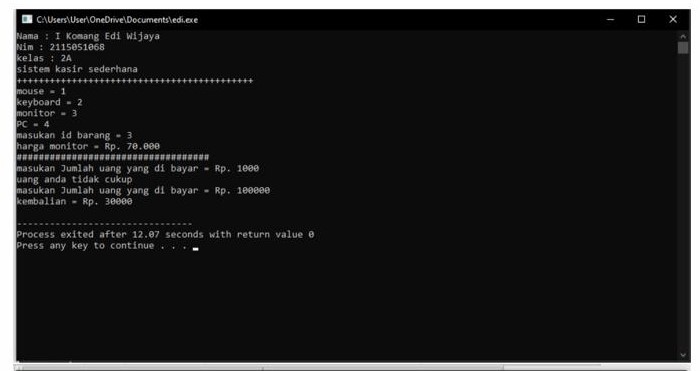 C:\Users\User\OneDrive\Documents\edi.exe
Nama : I Komang Edi Wijaya
Nim : 2115051068
kelas : 2A
sistem kasir sederhana
+++++++++++++++++++++++++++++++++++++++++++
mouse = 1
keyboard = 2
monitor = 3
PC = 4
masukan id barang = 3
harga monitor = Rp. 70.000
###################################
masukan Jumlah uang yang di bayar = Rp. 1000
uang anda tidak cukup
masukan Jumlah uang yang di bayar = Rp. 100000
kembalian = Rp. 30000
--------------------------------
Process exited after 12.07 seconds with return value 0
Press any key to continue . . .